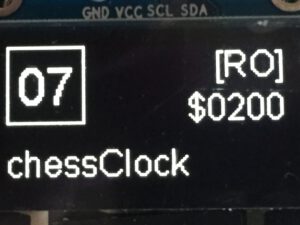 GND VCC SCL SDA
07
[RO]
$0200
chessClock